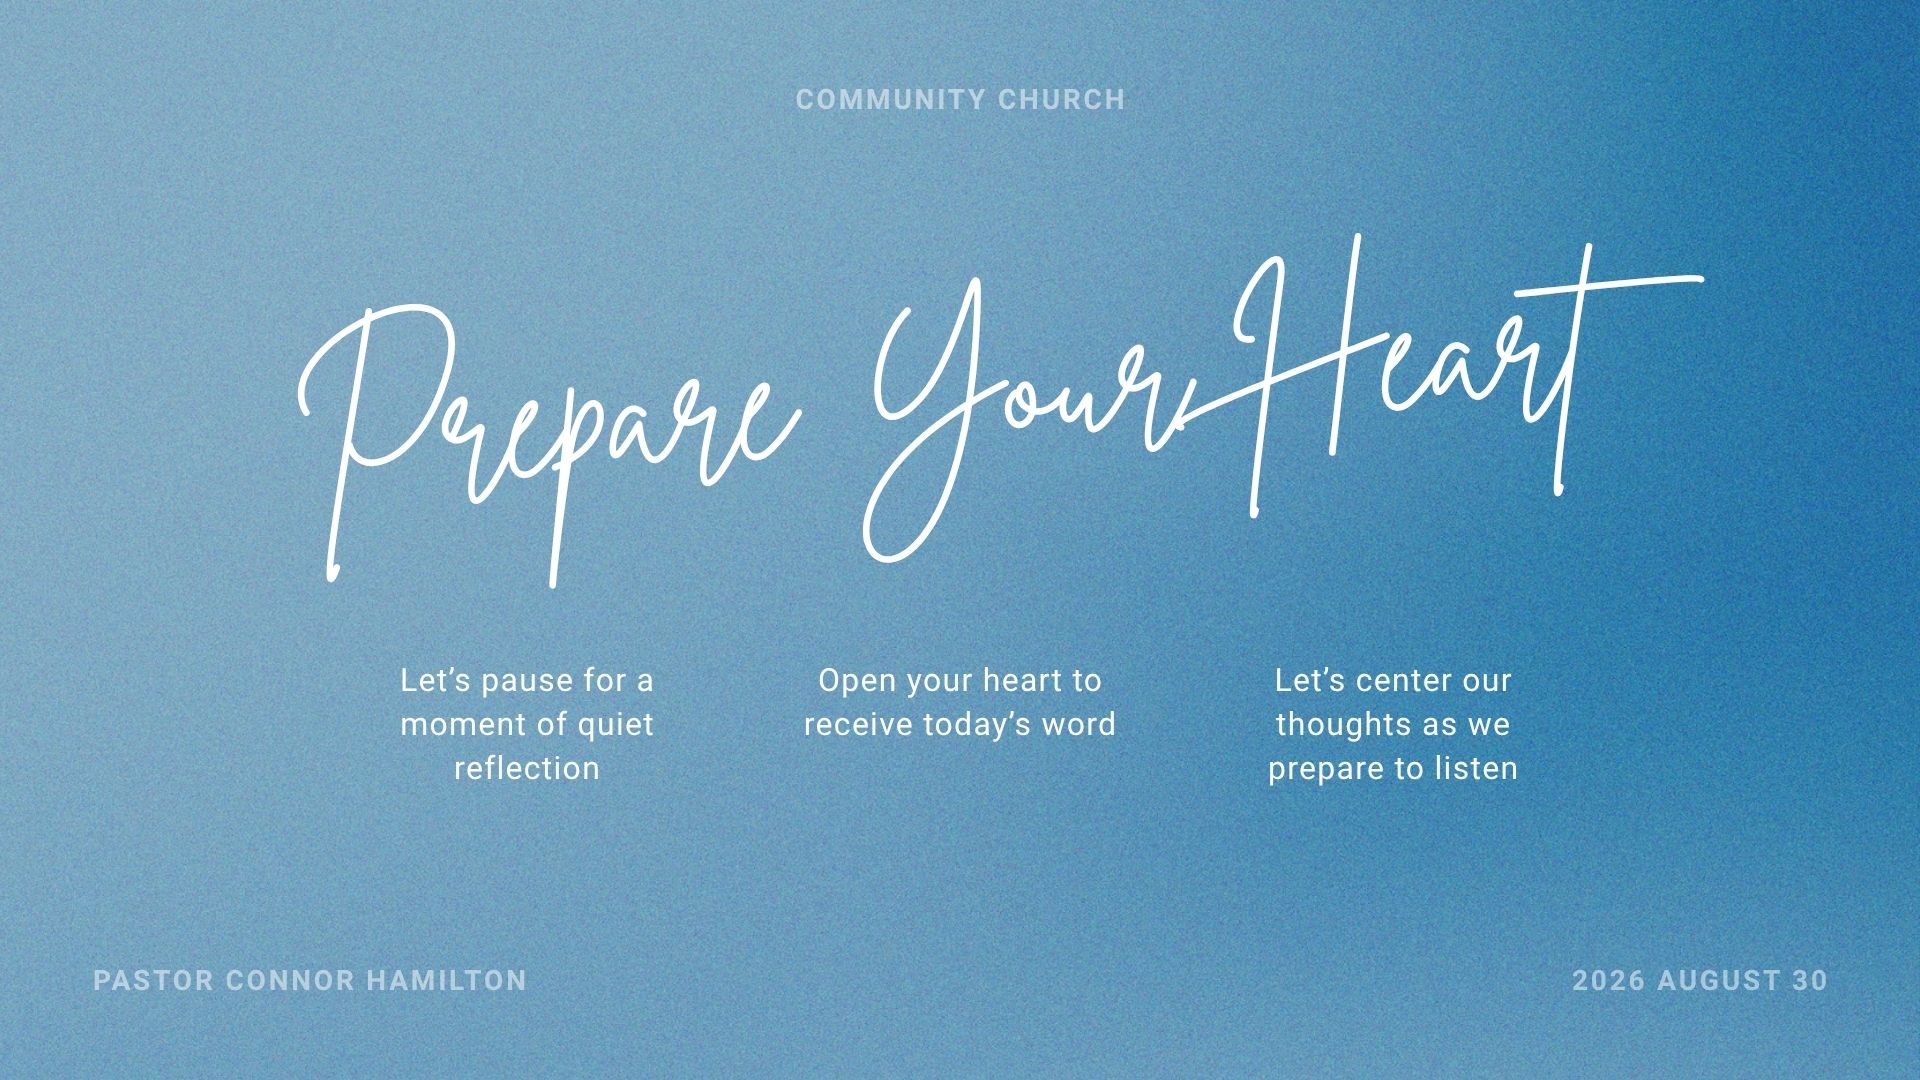 COMMUNITY CHURCH
Prepare Your Heart
Let’s pause for a
moment of quiet
reflection
Open your heart to
receive today’s word
Let’s center our
thoughts as we
prepare to listen
PASTOR CONNOR HAMILTON
2026 AUGUST 30